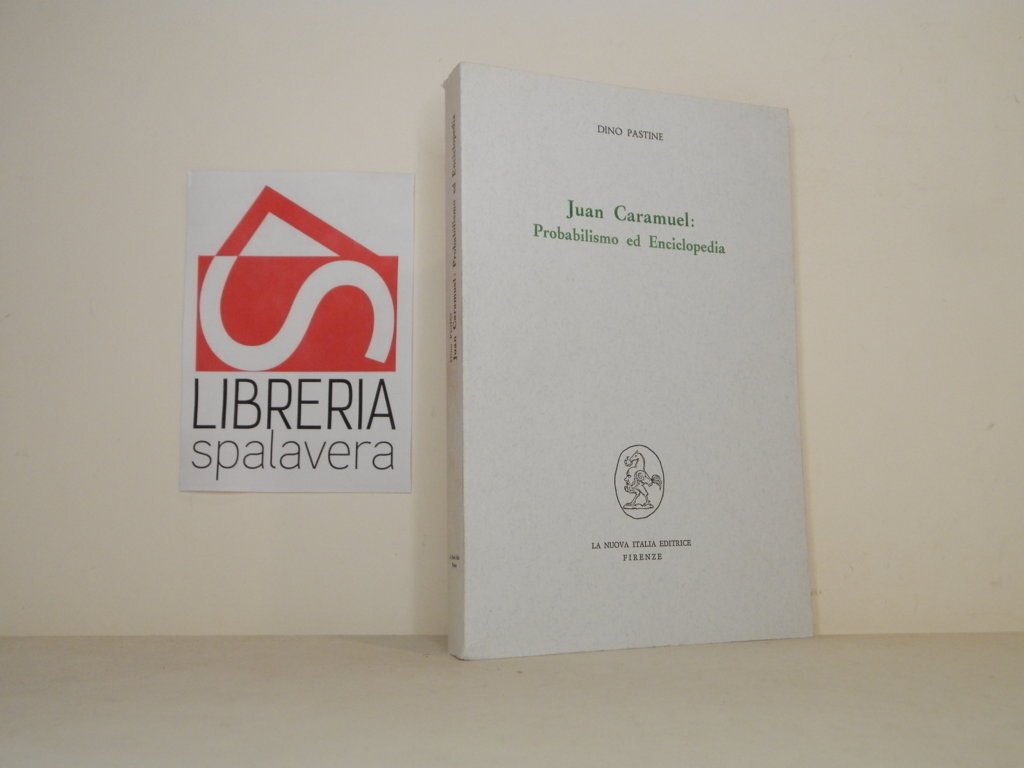 LIBRERIA
spalavera
Juan Caramuel: Probabilismo ed Enciclopedia
DINO PASTINE
Juan Caramuel:
Probabilismo ed Enciclopedia
LA NUOVA ITALIA EDITRICE
FIRENZE